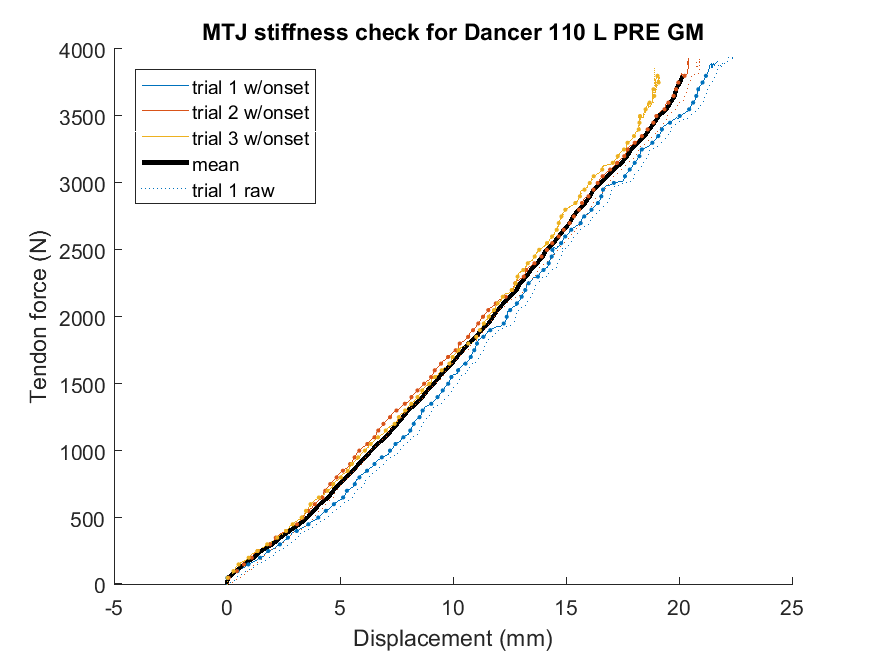 MTJ stiffness check for Dancer 110 L PRE GM
4000
3500
3000
2500
2000
1500
1000
500
0
Tendon force (N)
trial 1 w/onset
trial 2 w/onset
trial 3 w/onset
mean
trial 1 raw
-5
0
5
10
15
20
25
Displacement (mm)